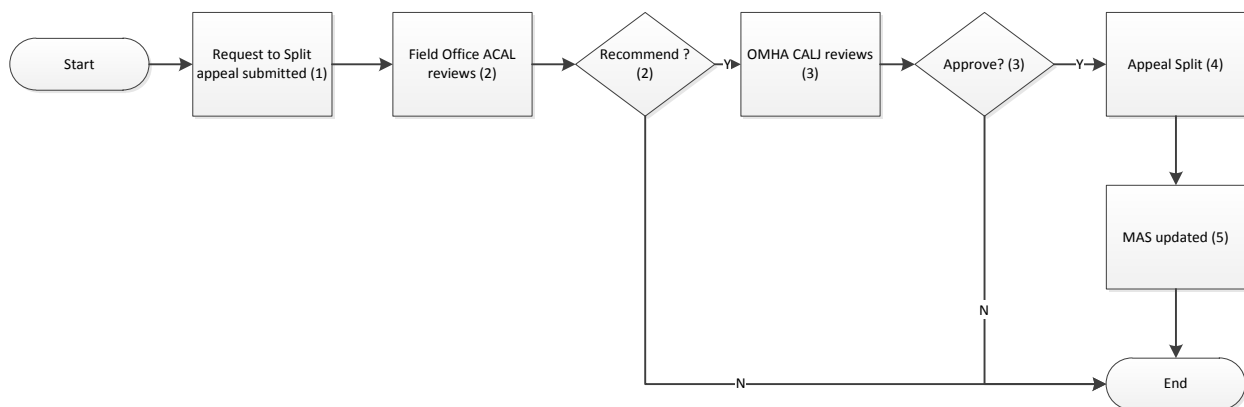 Start
Request to Split
appeal submitted (1)
Field Office ACAL
reviews (2)
Recommend ?
(2)
Y
OMHA CALJ reviews
(3)
Approve? (3)
Y
Appeal Split (4)
MAS updated (5)
N
N
End